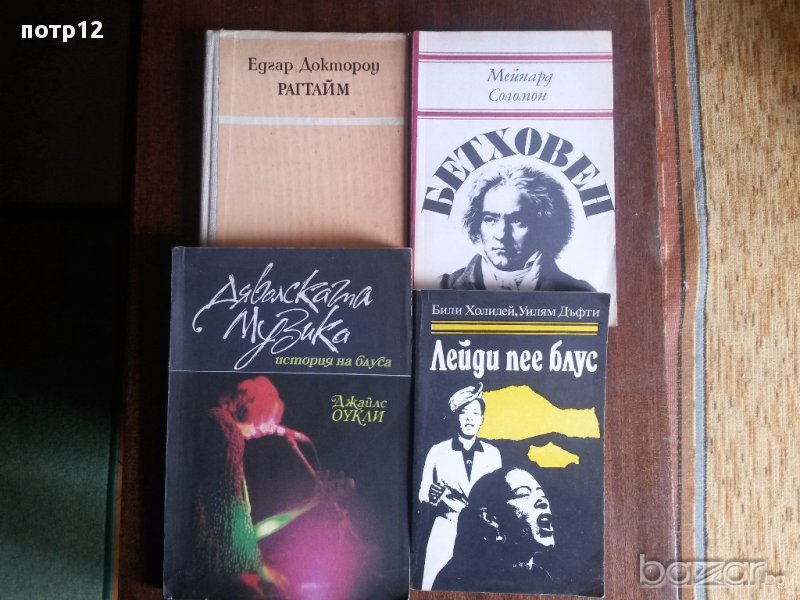 потр12
Едгар Доктороу
РАГТАЙМ
Мейнард
Соломон
БЕТХОВЕН
Дяволската
Музика
история на блуса
Джайлс
ОУКЛИ
Били Холидей, Уилям Дъфти
Лейди пее блус
bazar.bg